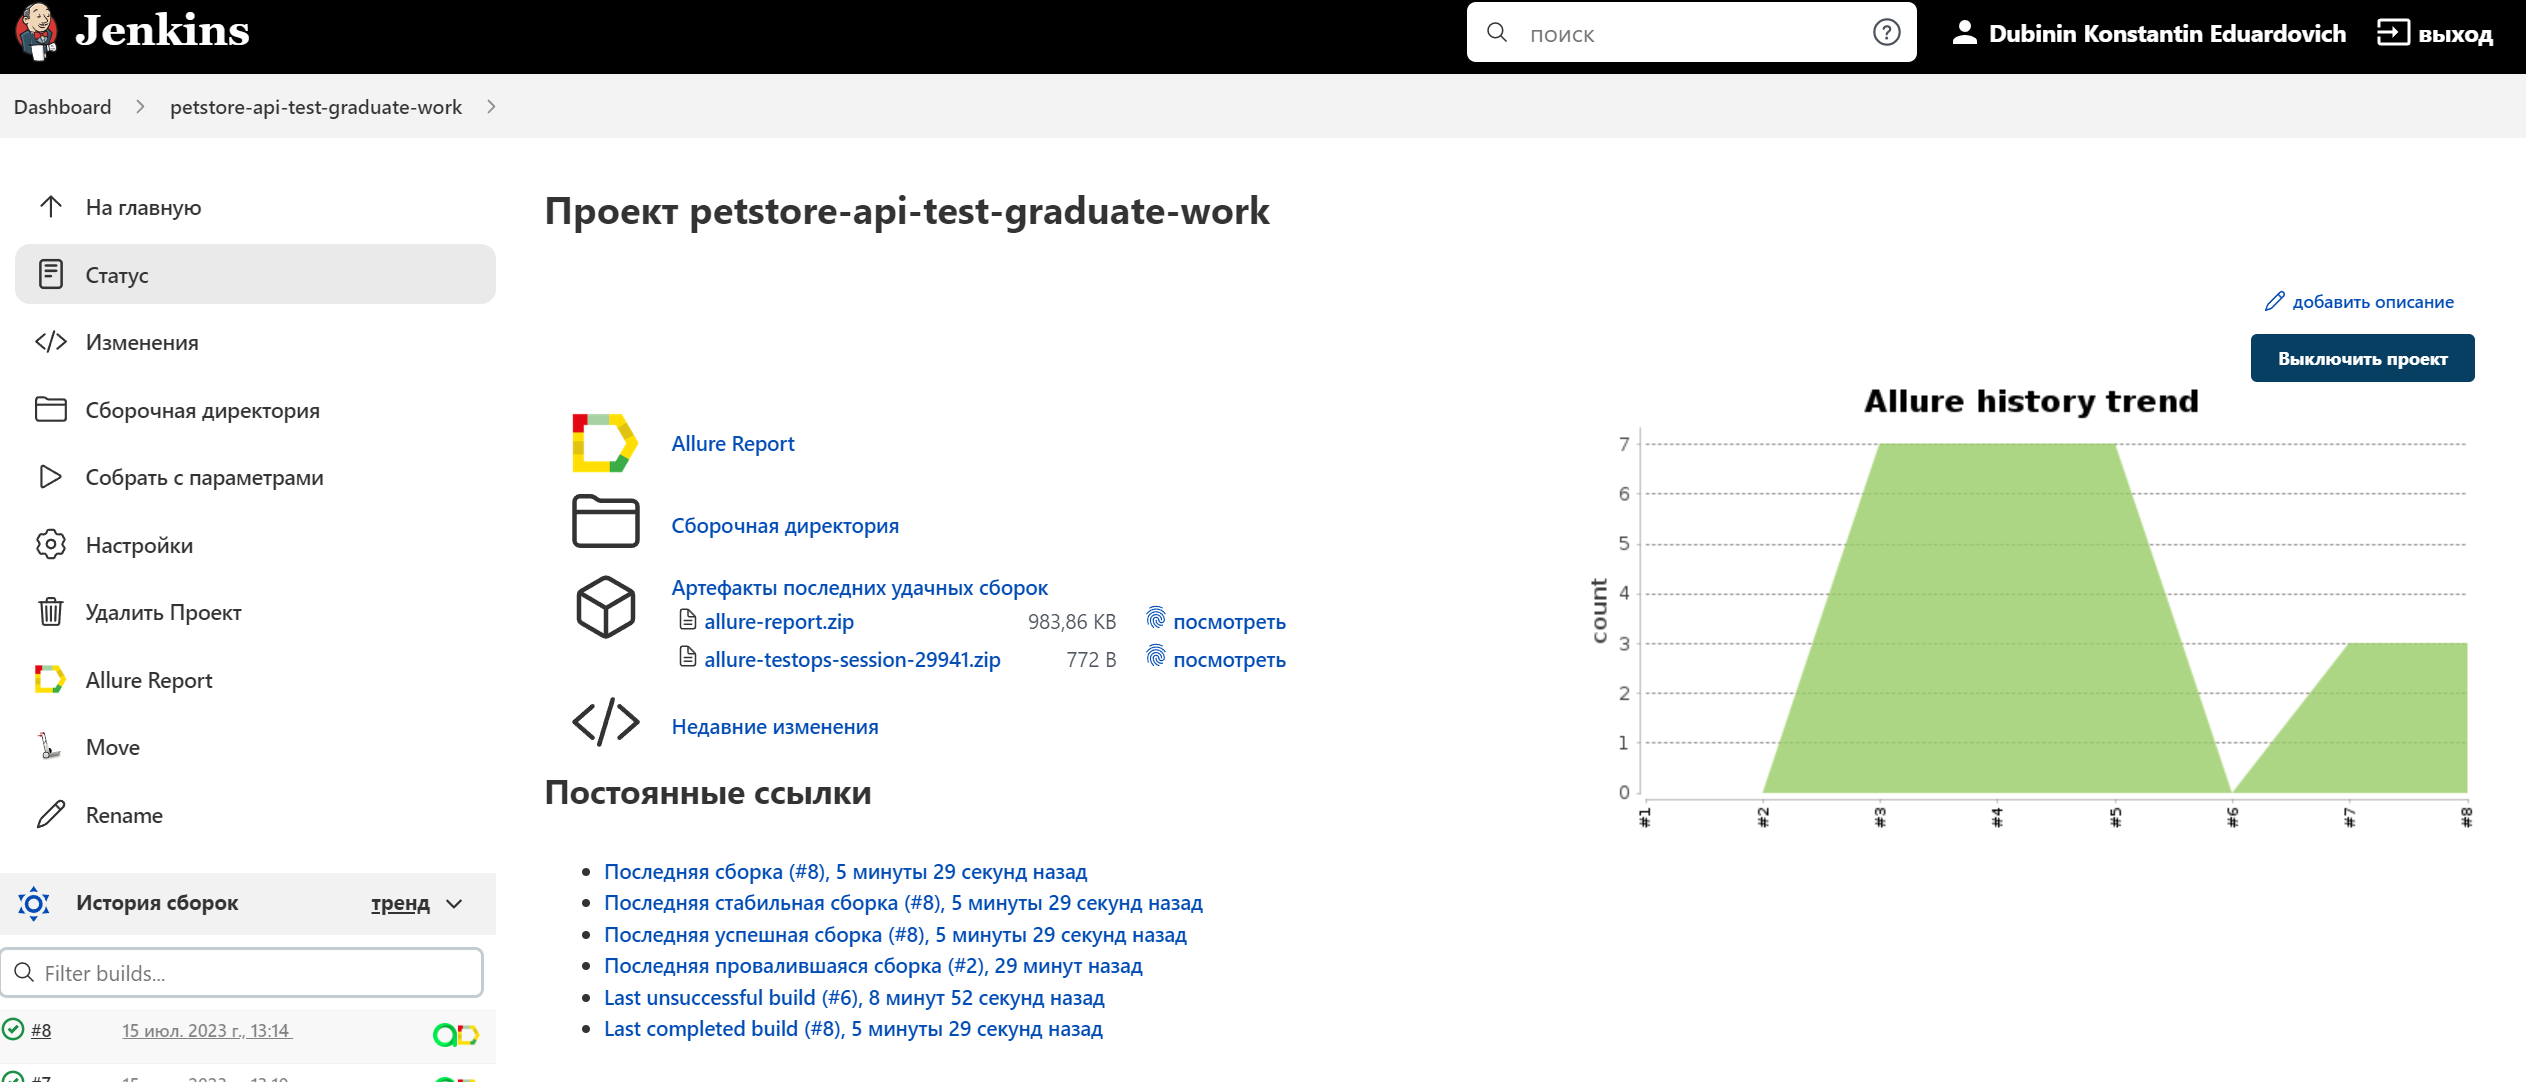 Jenkins
поиск
Dubinin Konstantin Eduardovich
выход
Dashboard
petstore-api-test-graduate-work
На главную
Статус
Изменения
Сборочная директория
Собрать с параметрами
Настройки
Удалить Проект
Allure Report
Move
Rename
История сборок
тренд
Filter builds...
#8 15 июл. 2023 г., 13:14
#7
Проект petstore-api-test-graduate-work
добавить описание
Выключить проект
Allure Report
Сборочная директория
Артефакты последних удачных сборок
allure-report.zip 983,86 KB посмотреть
allure-testops-session-29941.zip 772 B посмотреть
Недавние изменения
Постоянные ссылки
Последняя сборка (#8), 5 минуты 29 секунд назад
Последняя стабильная сборка (#8), 5 минуты 29 секунд назад
Последняя успешная сборка (#8), 5 минуты 29 секунд назад
Последняя провалившаяся сборка (#2), 29 минут назад
Last unsuccessful build (#6), 8 минут 52 секунд назад
Last completed build (#8), 5 минуты 29 секунд назад
Allure history trend
count
7
6
5
4
3
2
1
0
#1 #2 #3 #4 #5 #6 #7 #8